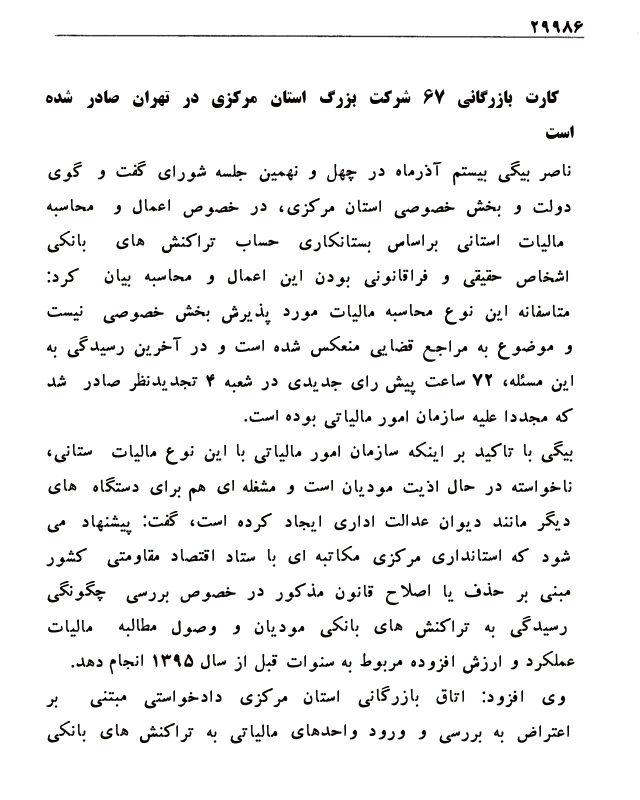 ۲۹۹۸۶
کارت بازرگانی ۶۷ شرکت بزرگ استان مرکزی در تهران صادر شده
است
ناصر بیگی بیستم آذرماه در چهل و نهمین جلسه شورای گفت و گوی
دولت و بخش خصوصی استان مرکزی، در خصوص اعمال و محاسبه
مالیات استانی براساس بستانکاری حساب تراکنش های بانکی
اشخاص حقیقی و فراقانونی بودن این اعمال و محاسبه بیان کرد:
متاسفانه این نوع محاسبه مالیات مورد پذیرش بخش خصوصی نیست
و موضوع به مراجع قضایی منعکس شده است و در آخرین رسیدگی به
این مسئله، ۷۲ ساعت پیش رای جدیدی در شعبه ۴ تجدیدنظر صادر شد
که مجددا علیه سازمان امور مالیاتی بوده است.
بیگی با تاکید بر اینکه سازمان امور مالیاتی با این نوع مالیات ستانی،
ناخواسته در حال اذیت مودیان است و مشغله ای هم برای دستگاه های
دیگر مانند دیوان عدالت اداری ایجاد کرده است، گفت: پیشنهاد می
شود که استانداری مرکزی مکاتبه ای با ستاد اقتصاد مقاومتی کشور
مبنی بر حذف یا اصلاح قانون مذکور در خصوص بررسی چگونگی
رسیدگی به تراکنش های بانکی مودیان و وصول مطالبه مالیات
عملکرد و ارزش افزوده مربوط به سنوات قبل از سال ۱۳۹۵ انجام دهد.
وی افزود: اتاق بازرگانی استان مرکزی دادخواستی مبتنی بر
اعتراض به بررسی و ورود واحدهای مالیاتی به تراکنش های بانکی